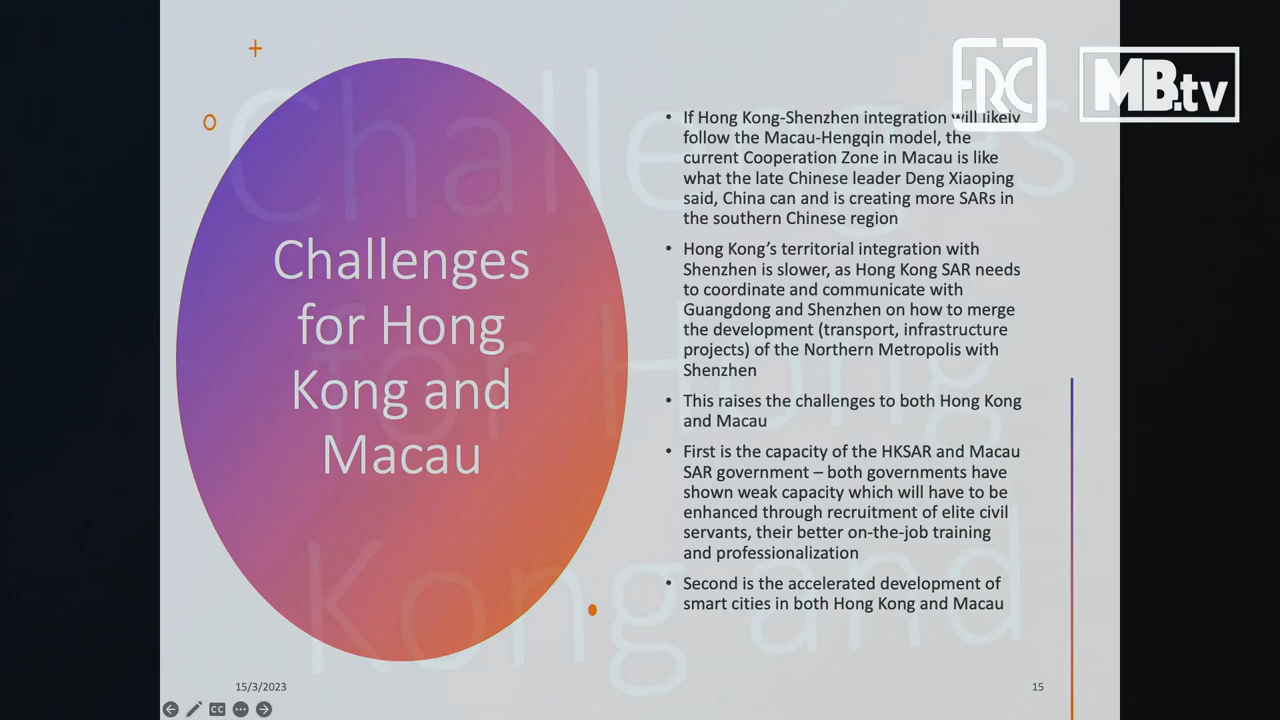 FRC
MB.tv
Challenges
for Hong
Kong and
Macau
• If Hong Kong-Shenzhen integration will likely
follow the Macau-Hengqin model, the
current Cooperation Zone in Macau is like
what the late Chinese leader Deng Xiaoping
said, China can and is creating more SARs in
the southern Chinese region
• Hong Kong’s territorial integration with
Shenzhen is slower, as Hong Kong SAR needs
to coordinate and communicate with
Guangdong and Shenzhen on how to merge
the development (transport, infrastructure
projects) of the Northern Metropolis with
Shenzhen
• This raises the challenges to both Hong Kong
and Macau
• First is the capacity of the HKSAR and Macau
SAR government – both governments have
shown weak capacity which will have to be
enhanced through recruitment of elite civil
servants, their better on-the-job training
and professionalization
• Second is the accelerated development of
smart cities in both Hong Kong and Macau
15/3/2023
15
CC